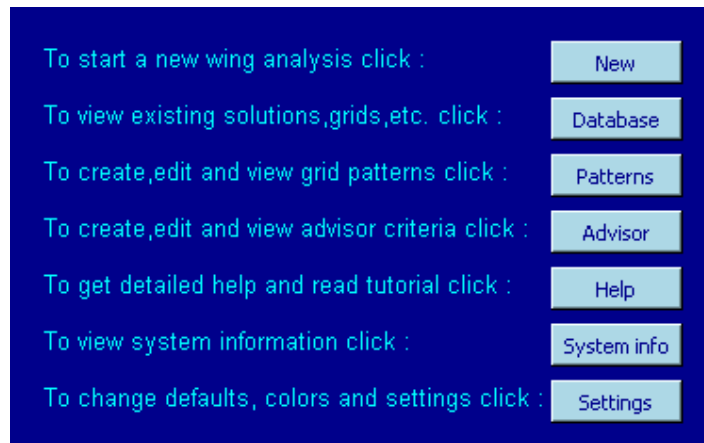 To start a new wing analysis click : New
To view existing solutions,grids,etc. click : Database
To create,edit and view grid patterns click : Patterns
To create,edit and view advisor criteria click : Advisor
To get detailed help and read tutorial click : Help
To view system information click : System info
To change defaults, colors and settings click : Settings